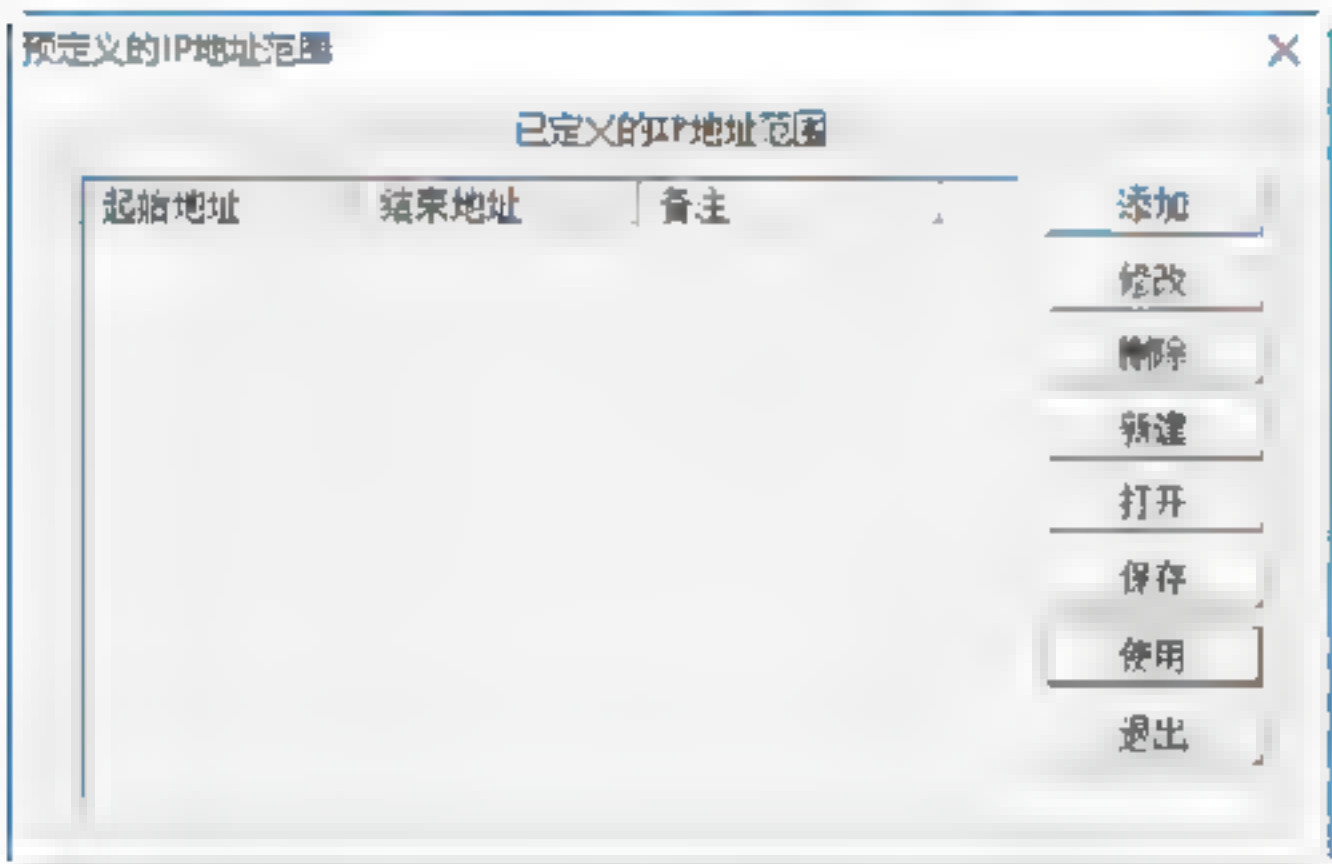 预定义的IP地址范围
已定义的IP地址范围
起始地址 结束地址 备注
添加
修改
删除
新建
打开
保存
使用
退出